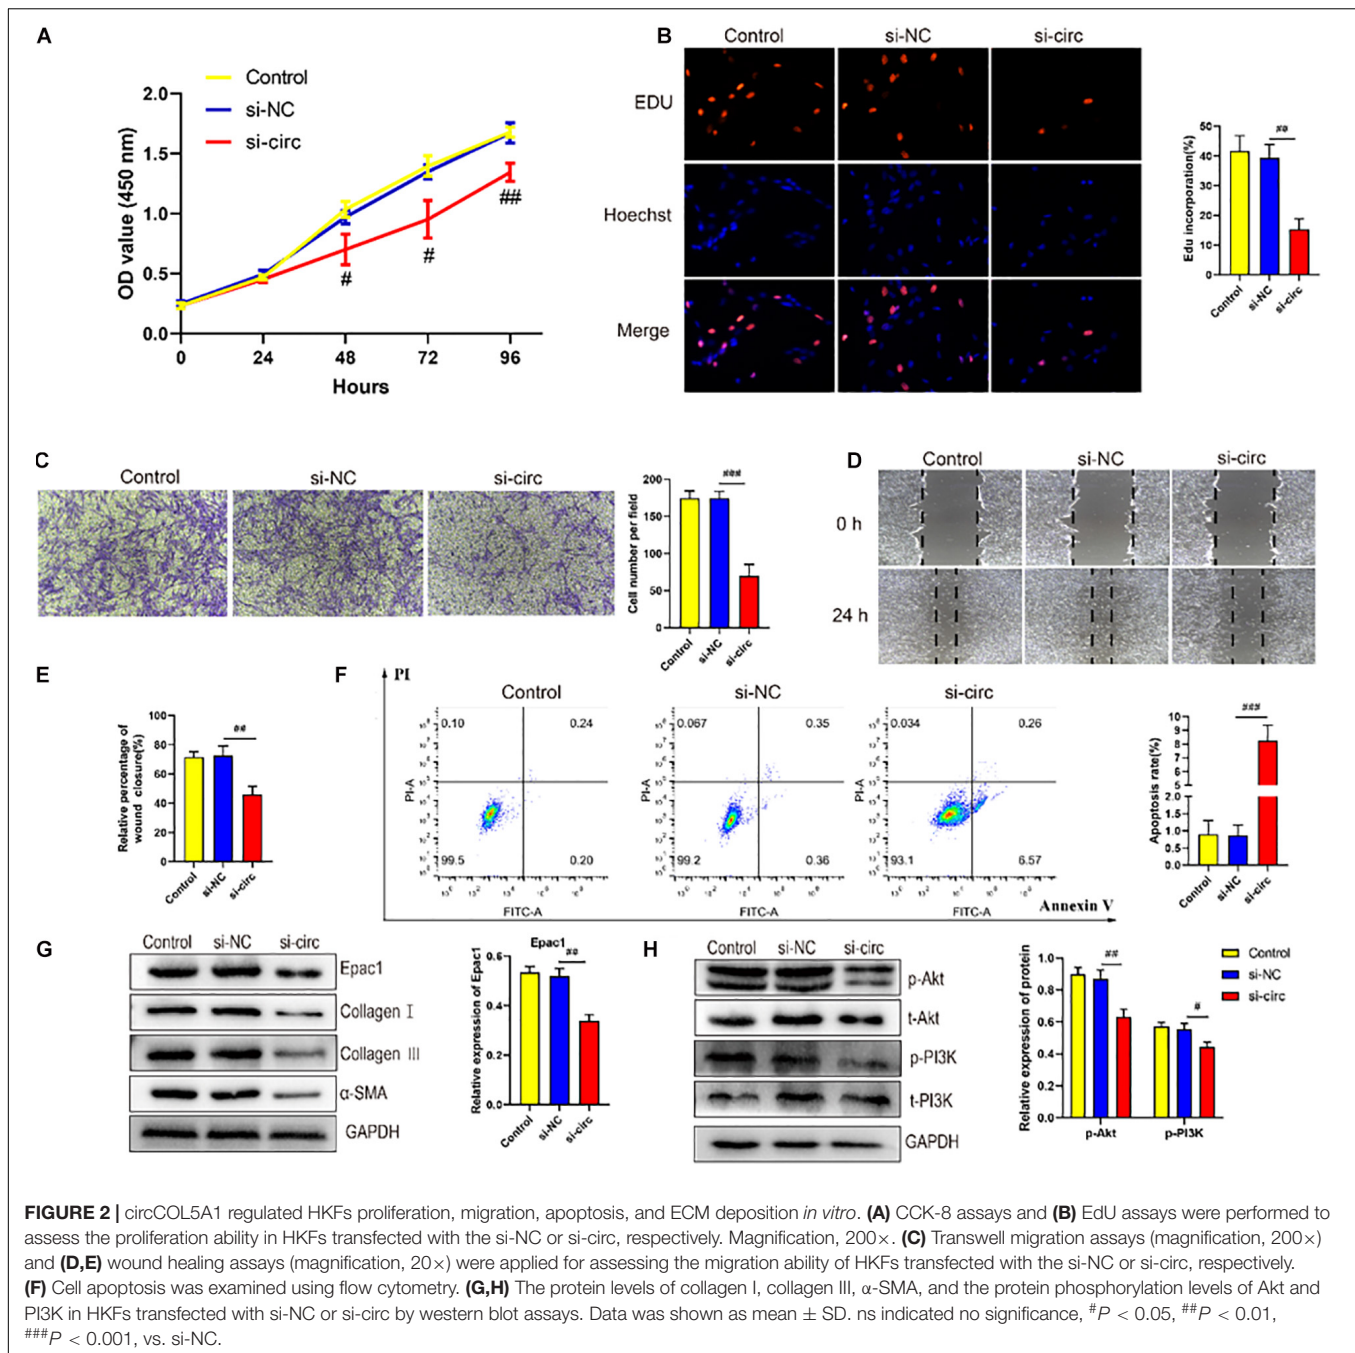 A
Control
si-NC
si-circ
OD value (450 nm)
2.0
1.5
1.0
0.5
0.0
0 24 48 72 96
Hours
# # ##
B
Control si-NC si-circ
EDU
Hoechst
Merge
Edu incorporation(%)
50
40
30
20
10
0
##
Control si-NC si-circ
C
Control si-NC si-circ
Cell number per field
200
150
100
50
0
###
Control si-NC si-circ
D
Control si-NC si-circ
0 h
24 h
E
Relative percentage of
wound closure(%)
100
80
60
40
20
0
##
Control si-NC si-circ
F
PI
Control si-NC si-circ
0.10 0.24
99.5 0.20
0.067 0.35
99.2 0.36
0.034 0.26
93.1 6.57
PI-A PI-A PI-A
FITC-A FITC-A FITC-A
Annexin V
Apoptosis rate(%)
10
9
8
7
6
5
4
2.0
1.5
1.0
0.5
0.0
###
Control si-NC si-circ
G
Control si-NC si-circ
Epac1
Collagen I
Collagen III
α-SMA
GAPDH
Epac1
Relative expression of Epac1
0.6
0.4
0.2
0.0
##
Control si-NC si-circ
H
Control si-NC si-circ
p-Akt
t-Akt
p-PI3K
t-PI3K
GAPDH
Relative expression of protein
1.0
0.8
0.6
0.4
0.2
0.0
##
#
p-Akt p-PI3K
Control
si-NC
si-circ
FIGURE 2 | circCOL5A1 regulated HKFs proliferation, migration, apoptosis, and ECM deposition in vitro. (A) CCK-8 assays and (B) EdU assays were performed to
assess the proliferation ability in HKFs transfected with the si-NC or si-circ, respectively. Magnification, 200×. (C) Transwell migration assays (magnification, 200×)
and (D,E) wound healing assays (magnification, 20×) were applied for assessing the migration ability of HKFs transfected with the si-NC or si-circ, respectively.
(F) Cell apoptosis was examined using flow cytometry. (G,H) The protein levels of collagen I, collagen III, α-SMA, and the protein phosphorylation levels of Akt and
PI3K in HKFs transfected with si-NC or si-circ by western blot assays. Data was shown as mean ± SD. ns indicated no significance, #P < 0.05, ##P < 0.01,
###P < 0.001, vs. si-NC.